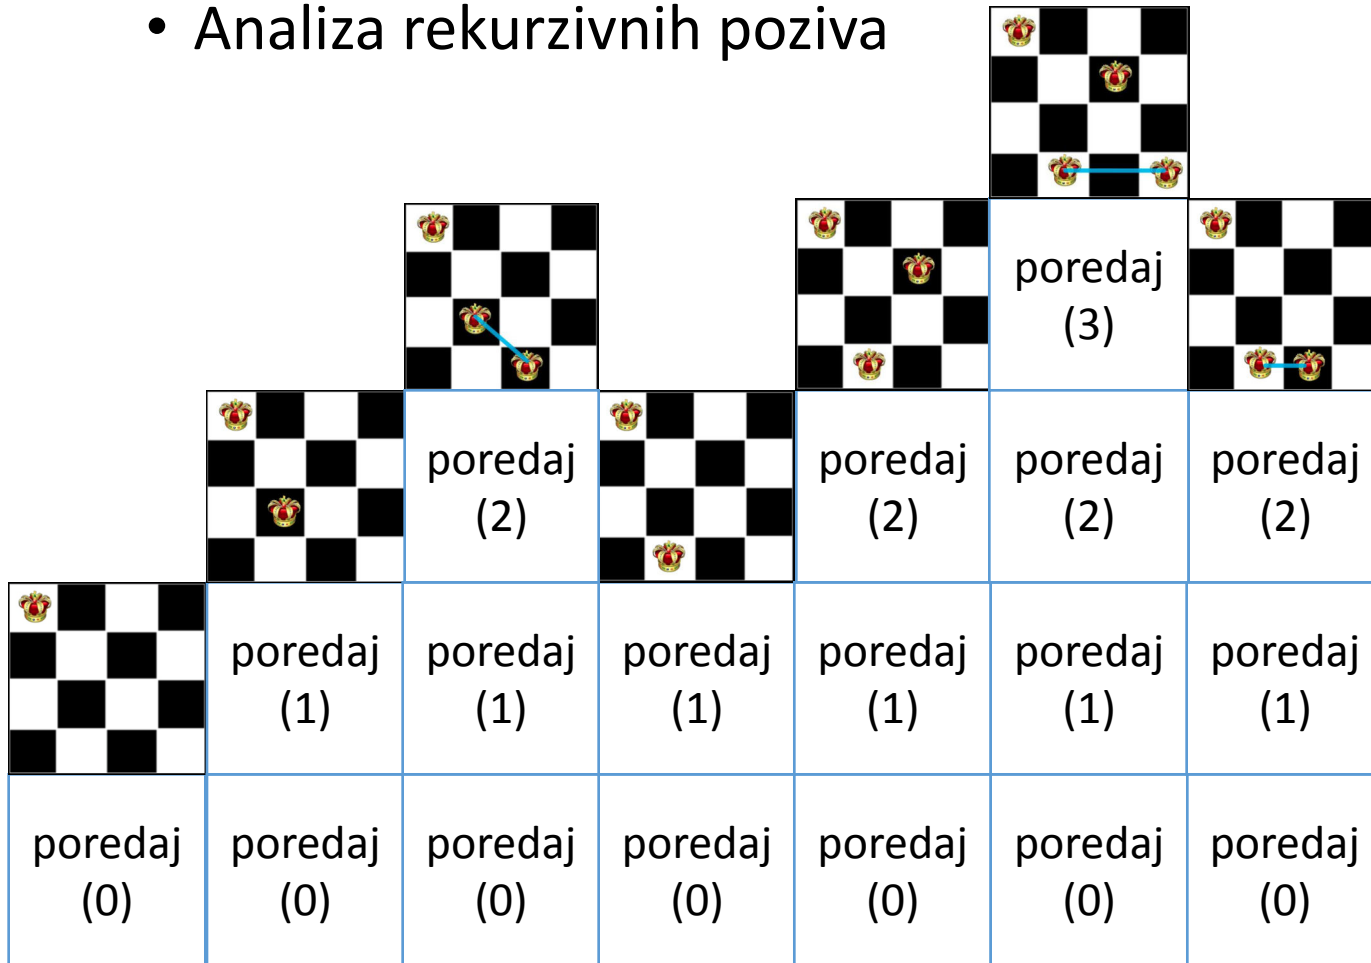 • Analiza rekurzivnih poziva
poredaj
(3)
poredaj
(2)
poredaj
(2)
poredaj
(2)
poredaj
(2)
poredaj
(1)
poredaj
(1)
poredaj
(1)
poredaj
(1)
poredaj
(1)
poredaj
(1)
poredaj
(0)
poredaj
(0)
poredaj
(0)
poredaj
(0)
poredaj
(0)
poredaj
(0)
poredaj
(0)